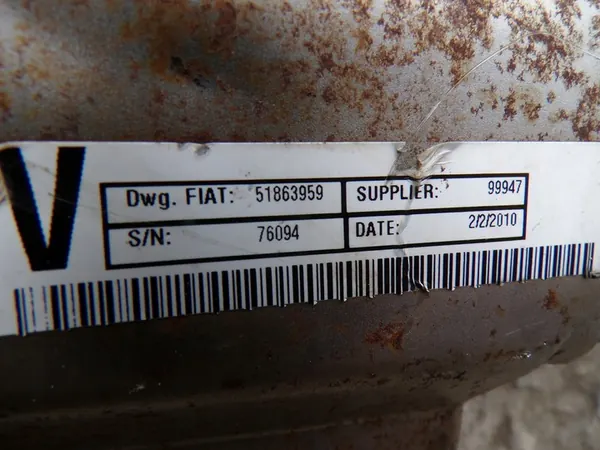 V
Dwg. FIAT: 51863959 SUPPLIER: 99947
S/N: 76094 DATE: 2/2/2010